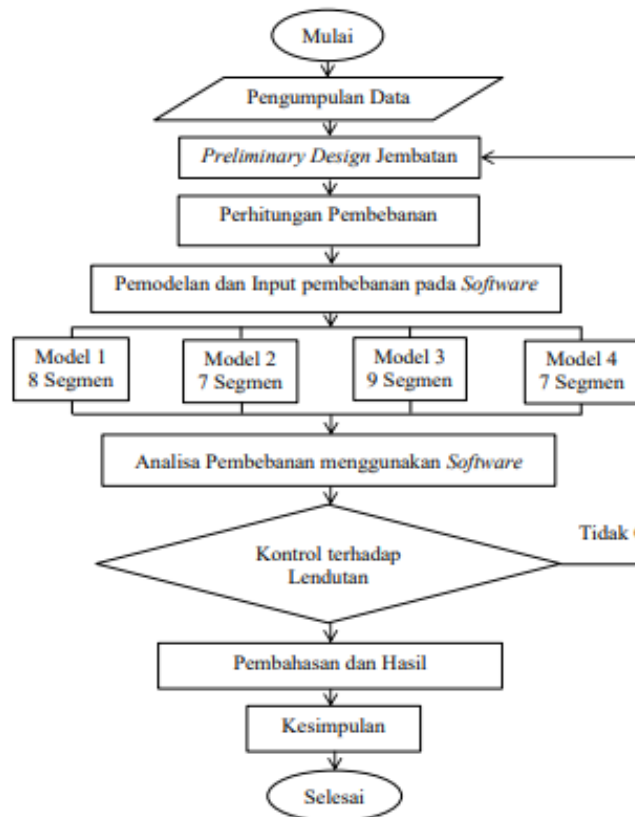 Mulai
Pengumpulan Data
Preliminary Design Jembatan
Perhitungan Pembebanan
Pemodelan dan Input pembebanan pada Software
Model 1
8 Segmen
Model 2
7 Segmen
Model 3
9 Segmen
Model 4
7 Segmen
Analisa Pembebanan menggunakan Software
Kontrol terhadap
Lendutan
Tidak
Pembahasan dan Hasil
Kesimpulan
Selesai